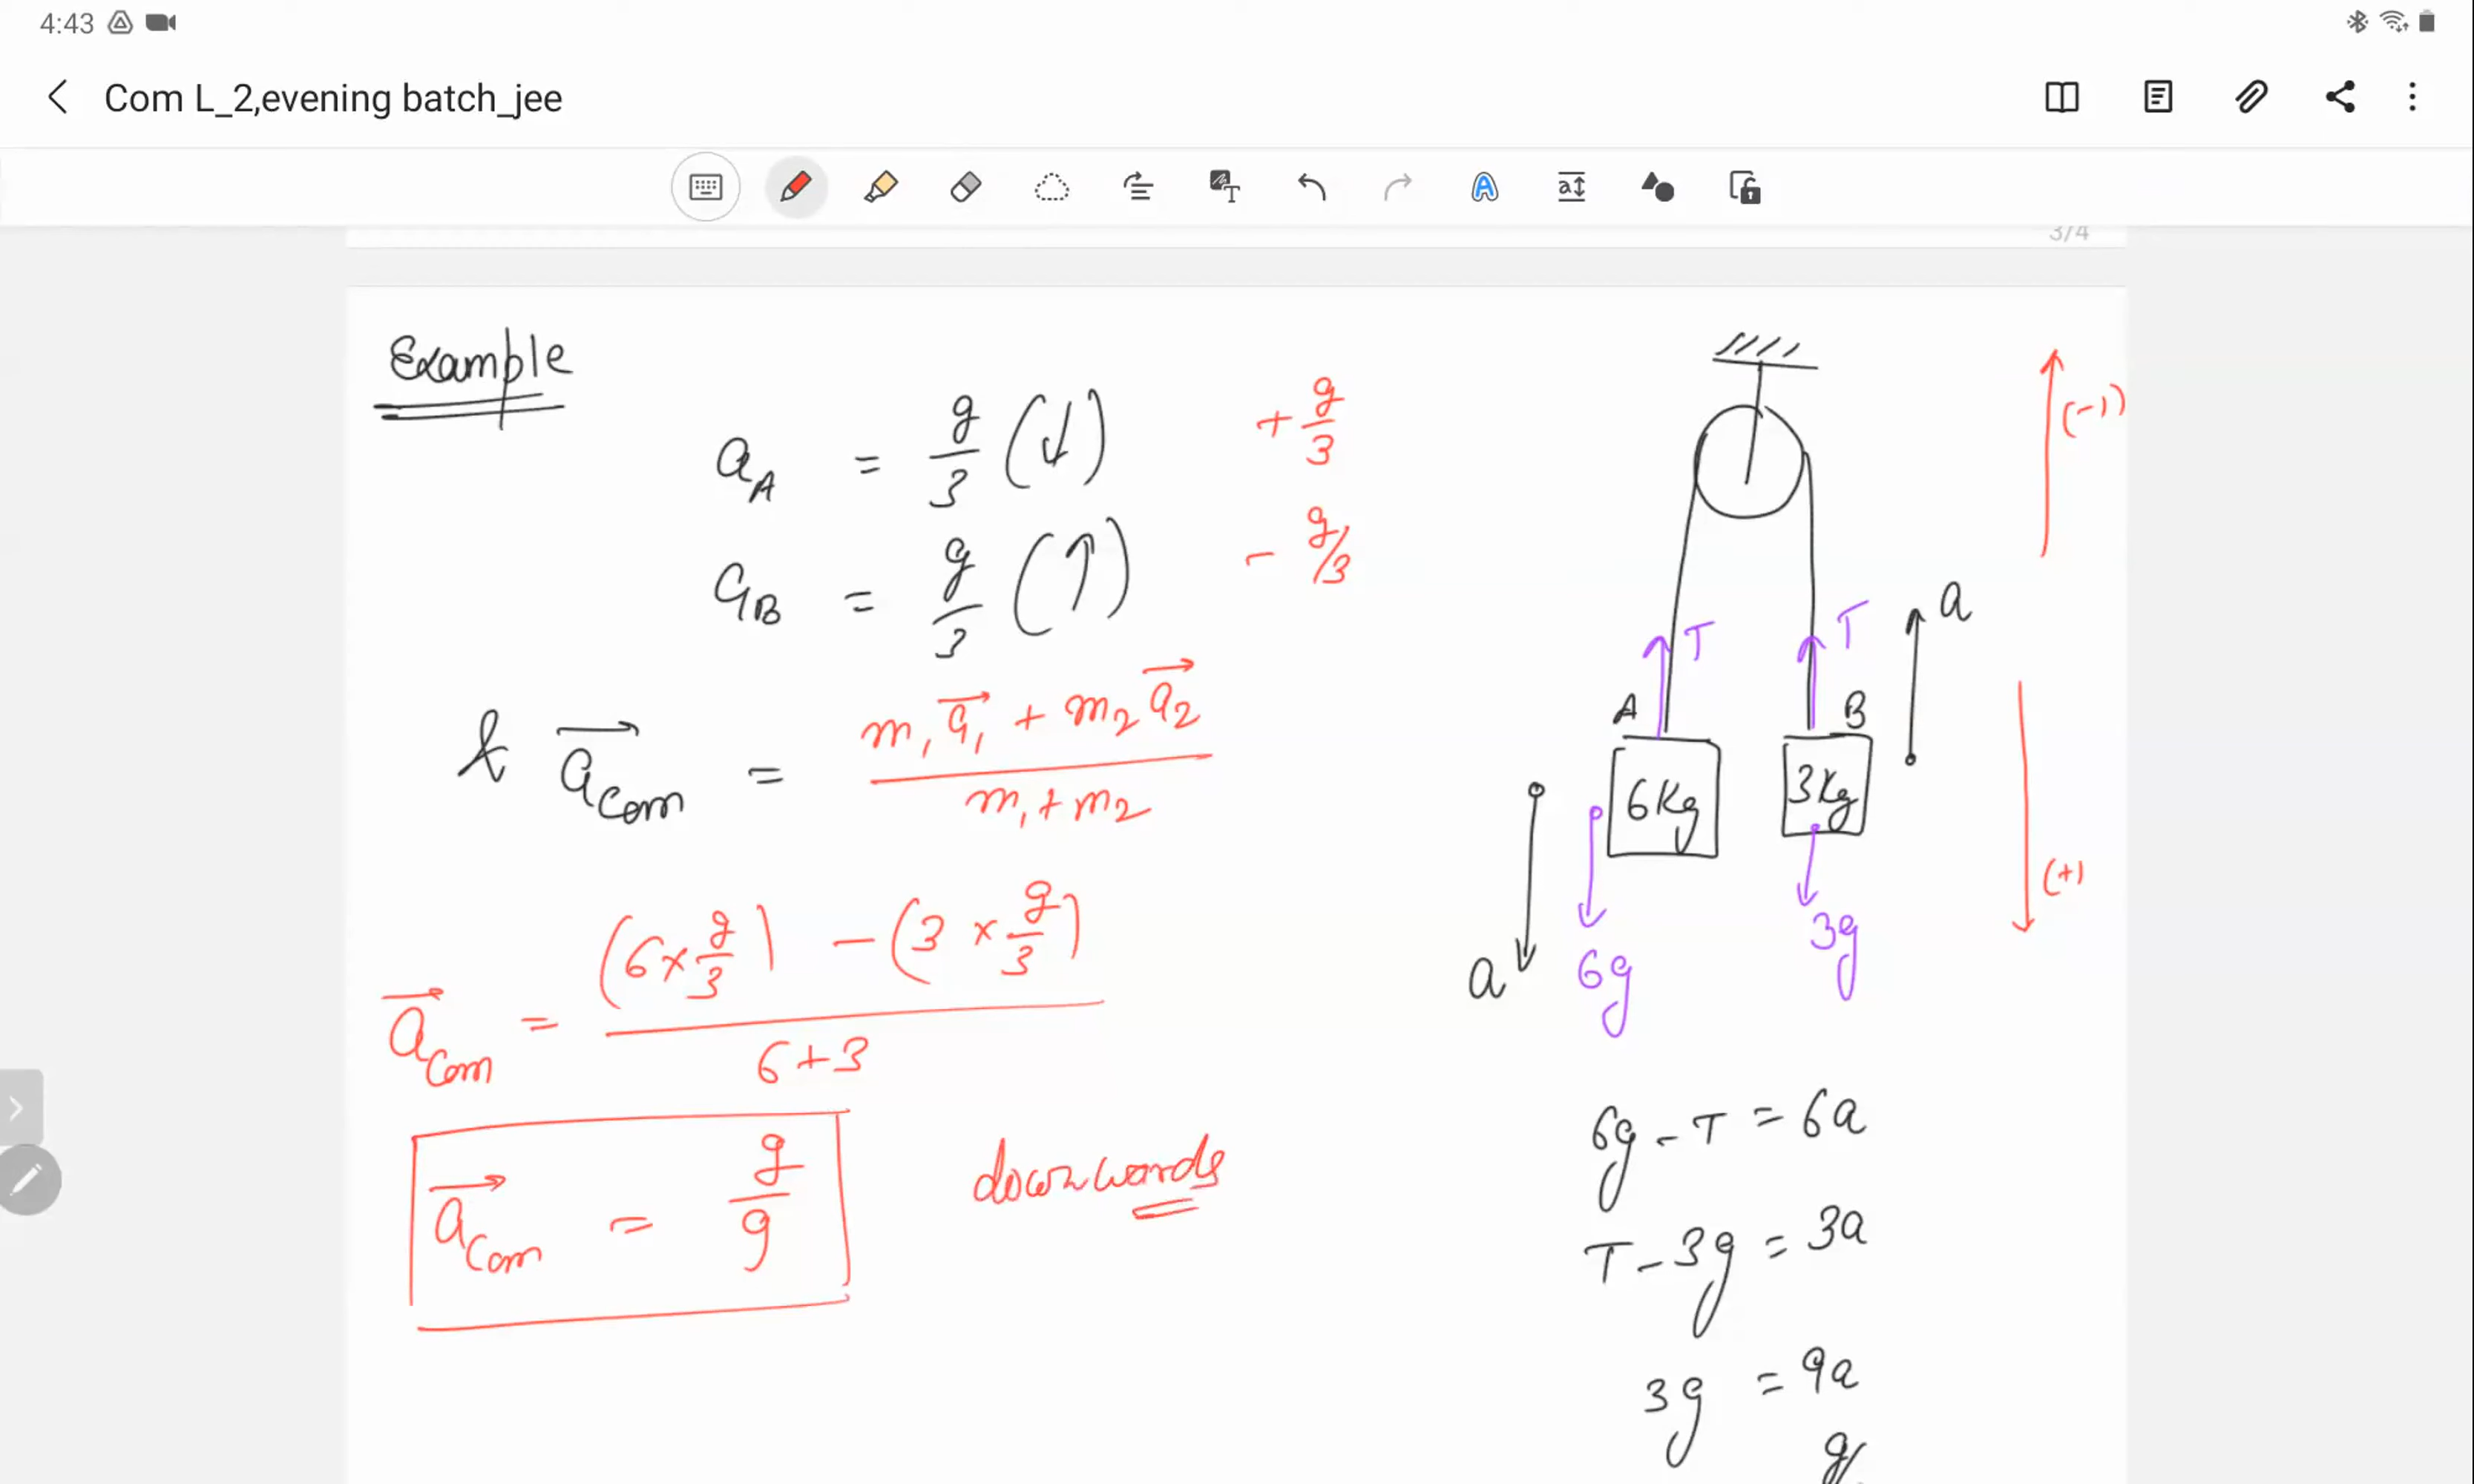 4:43
Com L_2,evening batch_jee
3/4
Example
a_A = g/3 (↓) + g/3
a_B = g/3 (↑) - g/3
& a⃗_com = (m₁a⃗₁ + m₂a⃗₂)/(m₁+m₂)
a⃗_com = ((6×g/3) - (3×g/3))/(6+3)
a⃗_com = g/9 downwards
(-1)
a
T T
A B
6Kg 3Kg
(+)
a 6g 3g
6g - T = 6a
T - 3g = 3a
3g = 9a
g